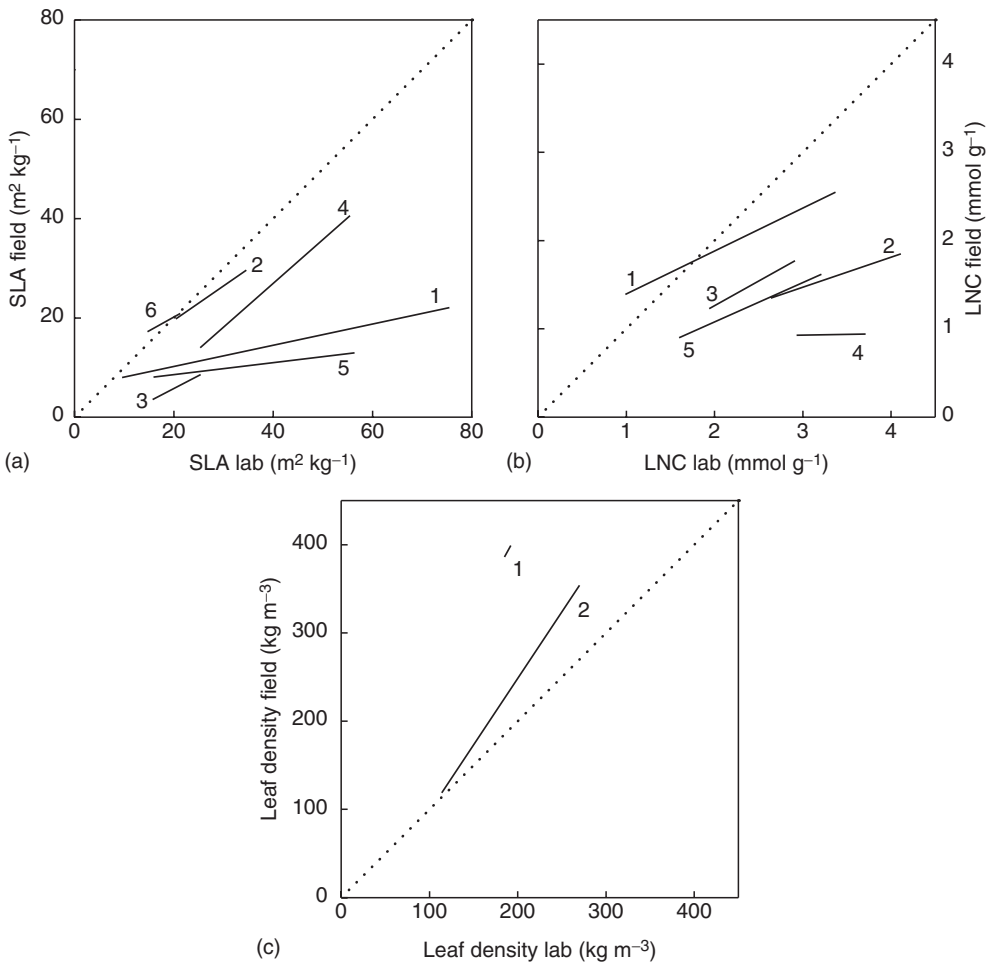 80
60
40
20
0
SLA field (m² kg⁻¹)
6
2
4
1
5
3
0 20 40 60 80
(a)
SLA lab (m² kg⁻¹)
4
3
2
1
0
LNC field (mmol g⁻¹)
1
3
2
5
4
0 1 2 3 4
(b)
LNC lab (mmol g⁻¹)
400
300
200
100
0
Leaf density field (kg m⁻³)
1
2
0 100 200 300 400
(c)
Leaf density lab (kg m⁻³)